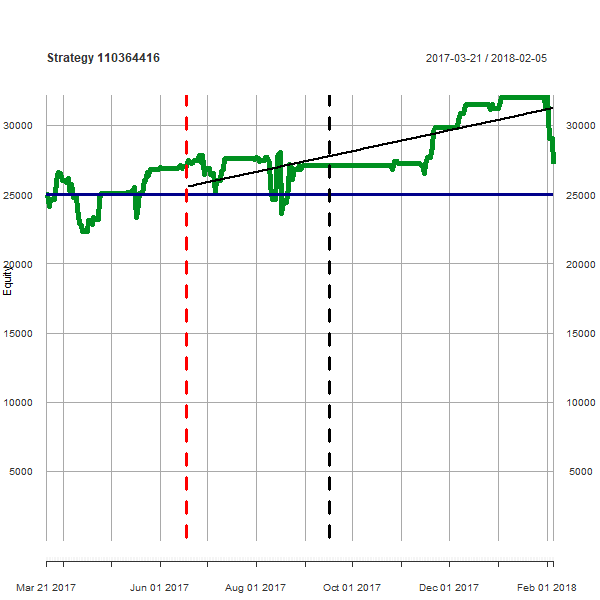 Strategy 110364416
2017-03-21 / 2018-02-05
30000
30000
25000
25000
20000
20000
Equity
15000
15000
10000
10000
5000
5000
Mar 21 2017
Jun 01 2017
Aug 01 2017
Oct 01 2017
Dec 01 2017
Feb 01 2018